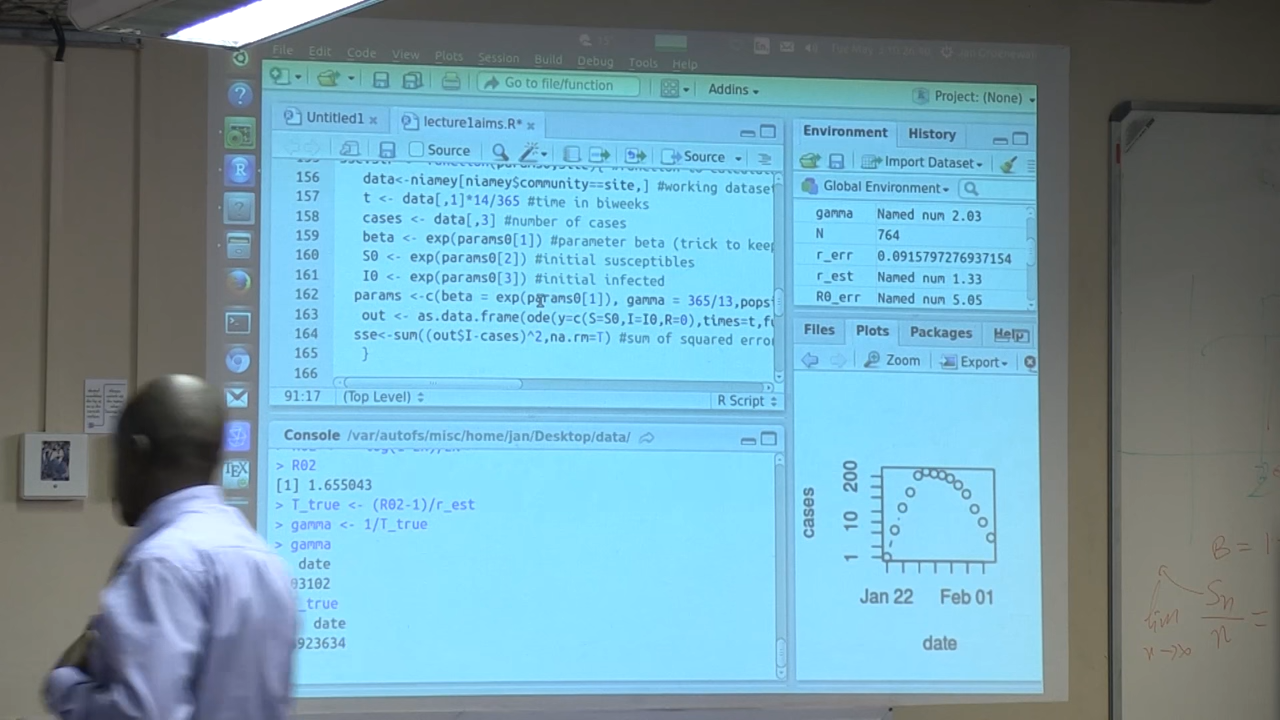 File Edit Code View Plots Session Build Debug Tools Help
Go to file/function Addins Project: (None)
Untitled1 × lecture1aims.R* ×
Source Source
156 data<-niamey[niamey$community==site,] #working dataset
157 t <- data[,1]*14/365 #time in biweeks
158 cases <- data[,3] #number of cases
159 beta <- exp(params0[1]) #parameter beta (trick to keep
160 S0 <- exp(params0[2]) #initial susceptibles
161 I0 <- exp(params0[3]) #initial infected
162 params <-c(beta = exp(params0[1]), gamma = 365/13,pops
163 out <- as.data.frame(ode(y=c(S=S0,I=I0,R=0),times=t,fu
164 sse<-sum((out$I-cases)^2,na.rm=T) #sum of squared error
165 }
166
91:17 (Top Level) R Script
Console /var/autofs/misc/home/jan/Desktop/data/
> R02
[1] 1.655043
> T_true <- (R02-1)/r_est
> gamma <- 1/T_true
> gamma
date
03102
_true
date
923634
Environment History
Import Dataset
Global Environment
gamma Named num 2.03
N 764
r_err 0.0915797276937154
r_est Named num 1.33
R0_err Named num 5.05
Files Plots Packages Help
Zoom Export
cases
200
10
1
Jan 22 Feb 01
date
B = 1
lim Sn/n =
n→∞